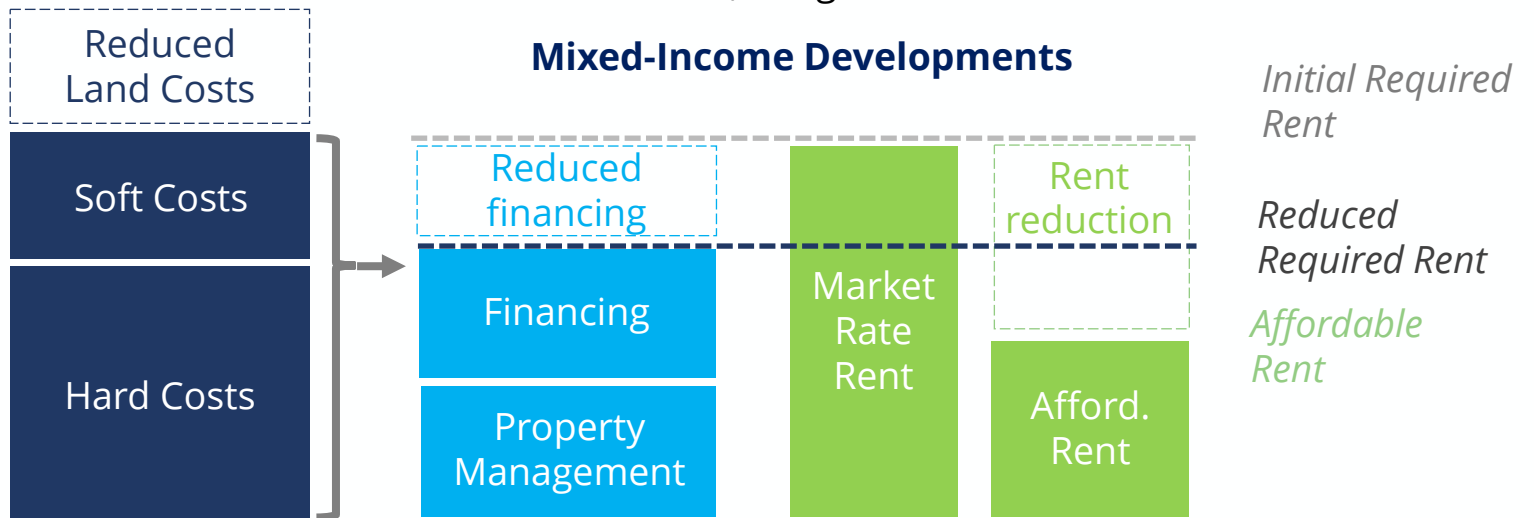 Reduced
Land Costs
Soft Costs
Hard Costs
Mixed-Income Developments
Reduced
financing
Financing
Property
Management
Market
Rate
Rent
Rent
reduction
Afford.
Rent
Initial Required
Rent
Reduced
Required Rent
Affordable
Rent